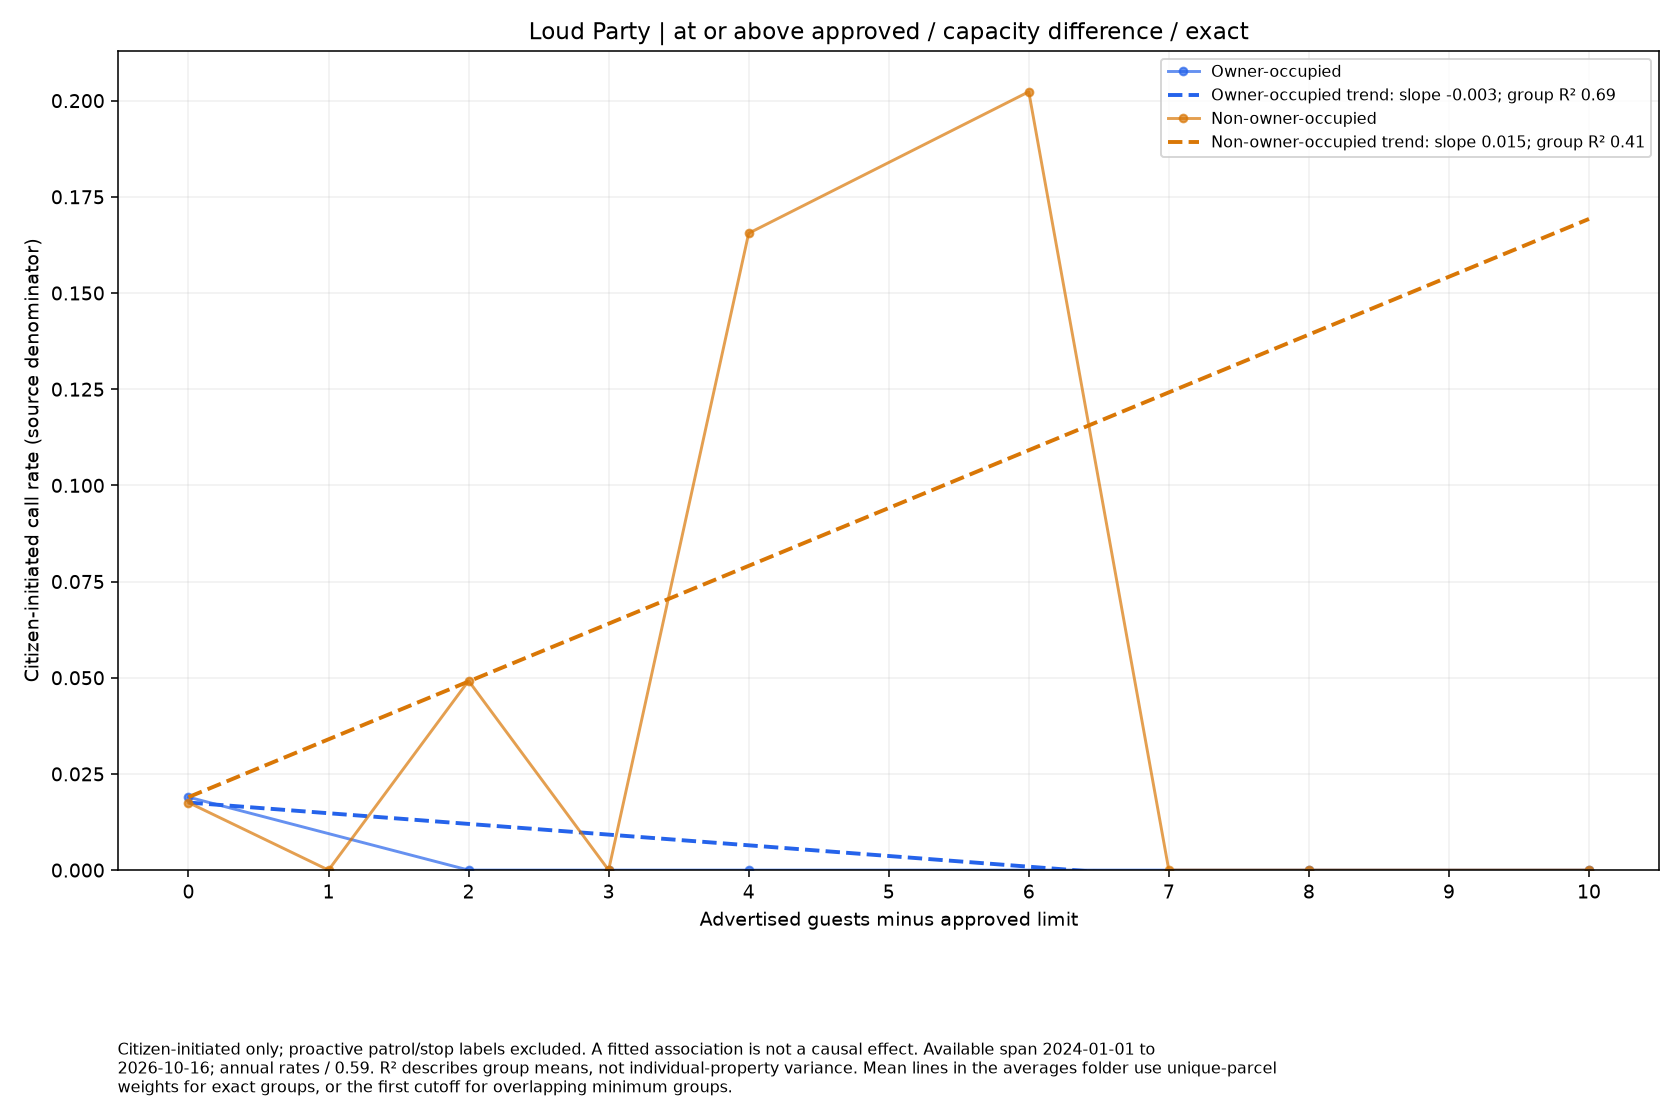 Loud Party | at or above approved / capacity difference / exact
Owner-occupied
Owner-occupied trend: slope -0.003; group R² 0.69
Non-owner-occupied
Non-owner-occupied trend: slope 0.015; group R² 0.41
Citizen-initiated call rate (source denominator)
0.200
0.175
0.150
0.125
0.100
0.075
0.050
0.025
0.000
0 1 2 3 4 5 6 7 8 9 10
Advertised guests minus approved limit
Citizen-initiated only; proactive patrol/stop labels excluded. A fitted association is not a causal effect. Available span 2024-01-01 to
2026-10-16; annual rates / 0.59. R² describes group means, not individual-property variance. Mean lines in the averages folder use unique-parcel
weights for exact groups, or the first cutoff for overlapping minimum groups.